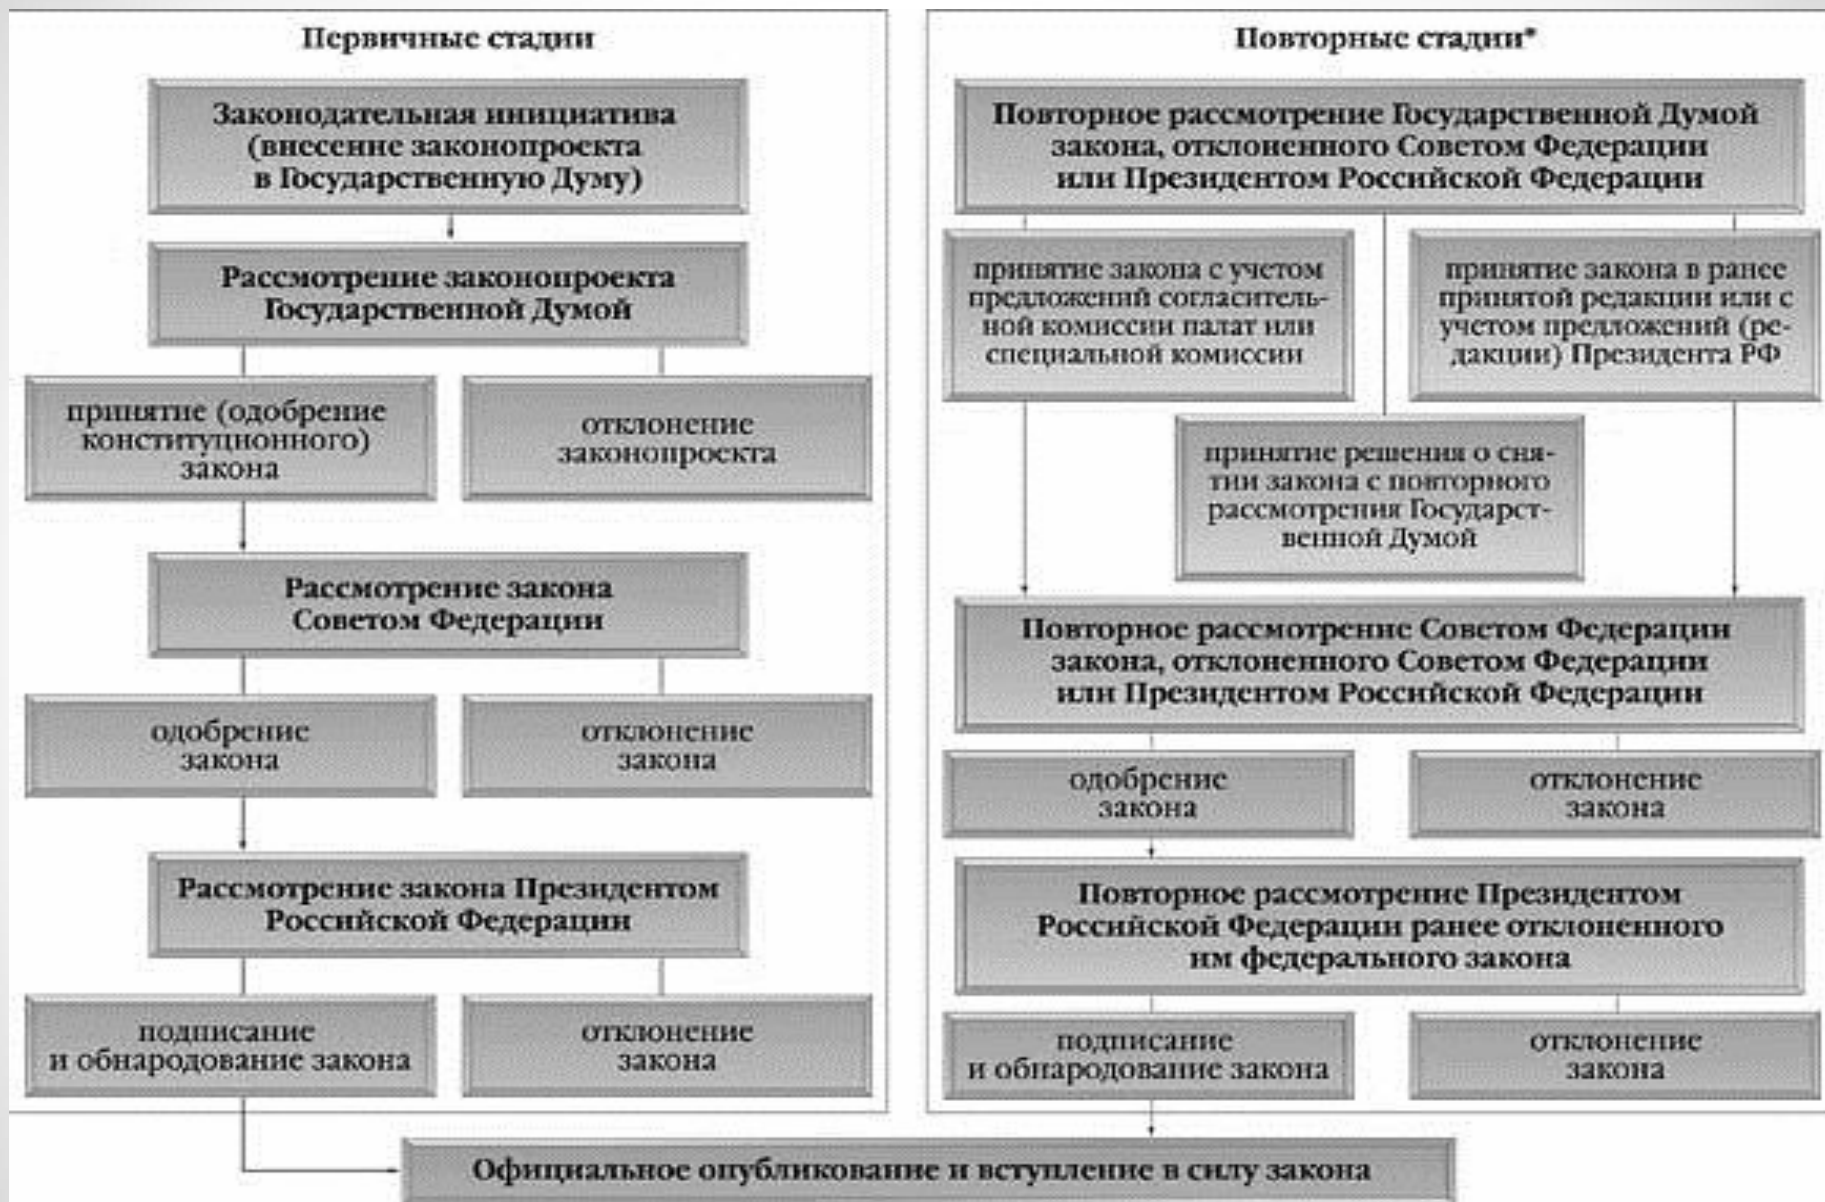 Первичные стадии
Законодательная инициатива
(внесение законопроекта
в Государственную Думу)
Рассмотрение законопроекта
Государственной Думой
принятие (одобрение
конституционного)
закона
отклонение
законопроекта
Рассмотрение закона
Советом Федерации
одобрение
закона
отклонение
закона
Рассмотрение закона Президентом
Российской Федерации
подписание
и обнародование закона
отклонение
закона
Повторные стадии*
Повторное рассмотрение Государственной Думой
закона, отклоненного Советом Федерации
или Президентом Российской Федерации
принятие закона с учетом
предложений согласитель-
ной комиссии палат или
специальной комиссии
принятие закона в ранее
принятой редакции или с
учетом предложений (ре-
дакции) Президента РФ
принятие решения о сня-
тии закона с повторного
рассмотрения Государст-
венной Думой
Повторное рассмотрение Советом Федерации
закона, отклоненного Советом Федерации
или Президентом Российской Федерации
одобрение
закона
отклонение
закона
Повторное рассмотрение Президентом
Российской Федерации ранее отклоненного
им федерального закона
подписание
и обнародование закона
отклонение
закона
Официальное опубликование и вступление в силу закона